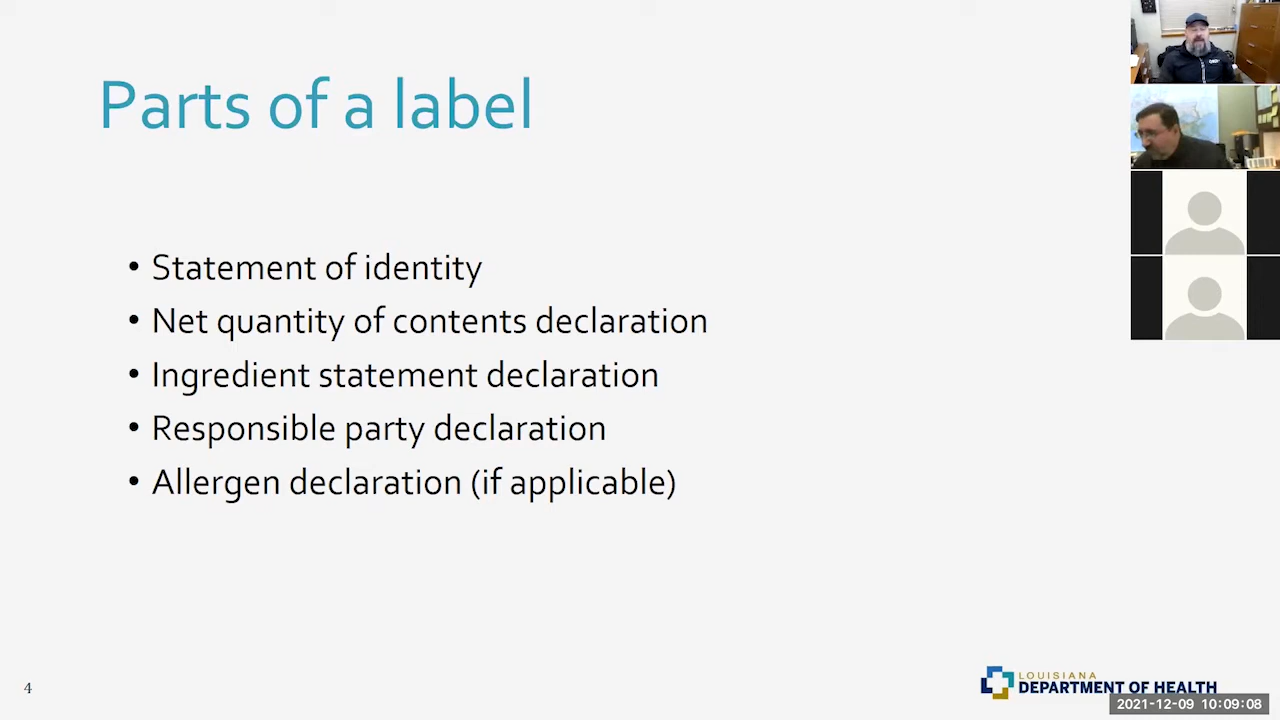 Parts of a label
• Statement of identity
• Net quantity of contents declaration
• Ingredient statement declaration
• Responsible party declaration
• Allergen declaration (if applicable)
4
LOUISIANA
DEPARTMENT OF HEALTH
2021-12-09 10:09:08